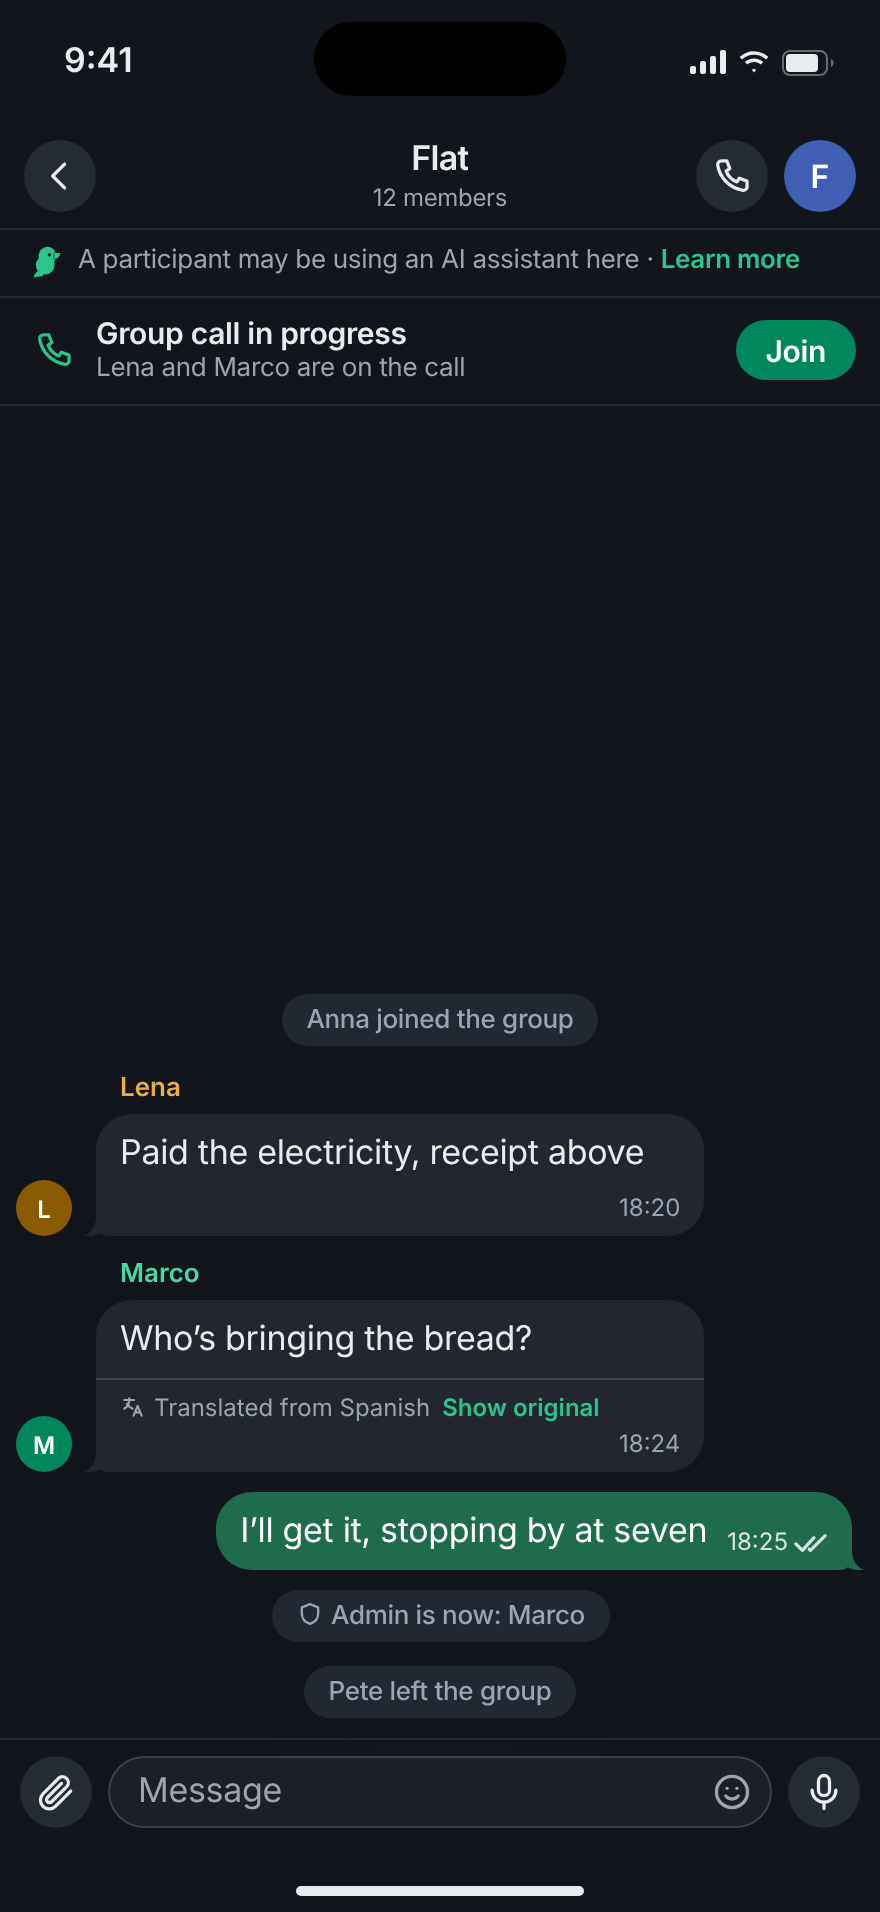 9:41
Flat
12 members
F
A participant may be using an AI assistant here · Learn more
Group call in progress
Lena and Marco are on the call
Join
Anna joined the group
Lena
Paid the electricity, receipt above
18:20
L
Marco
Who’s bringing the bread?
Translated from Spanish Show original
18:24
M
I’ll get it, stopping by at seven 18:25
Admin is now: Marco
Pete left the group
Message